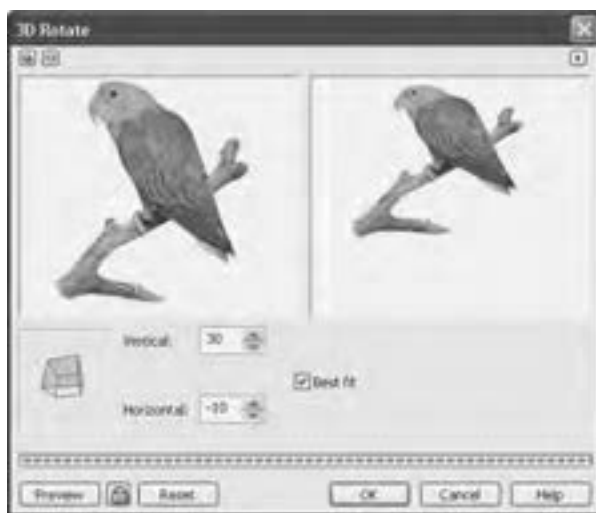 3D Rotate
Vertical: 30
Best fit
Horizontal: -10
Preview Reset OK Cancel Help